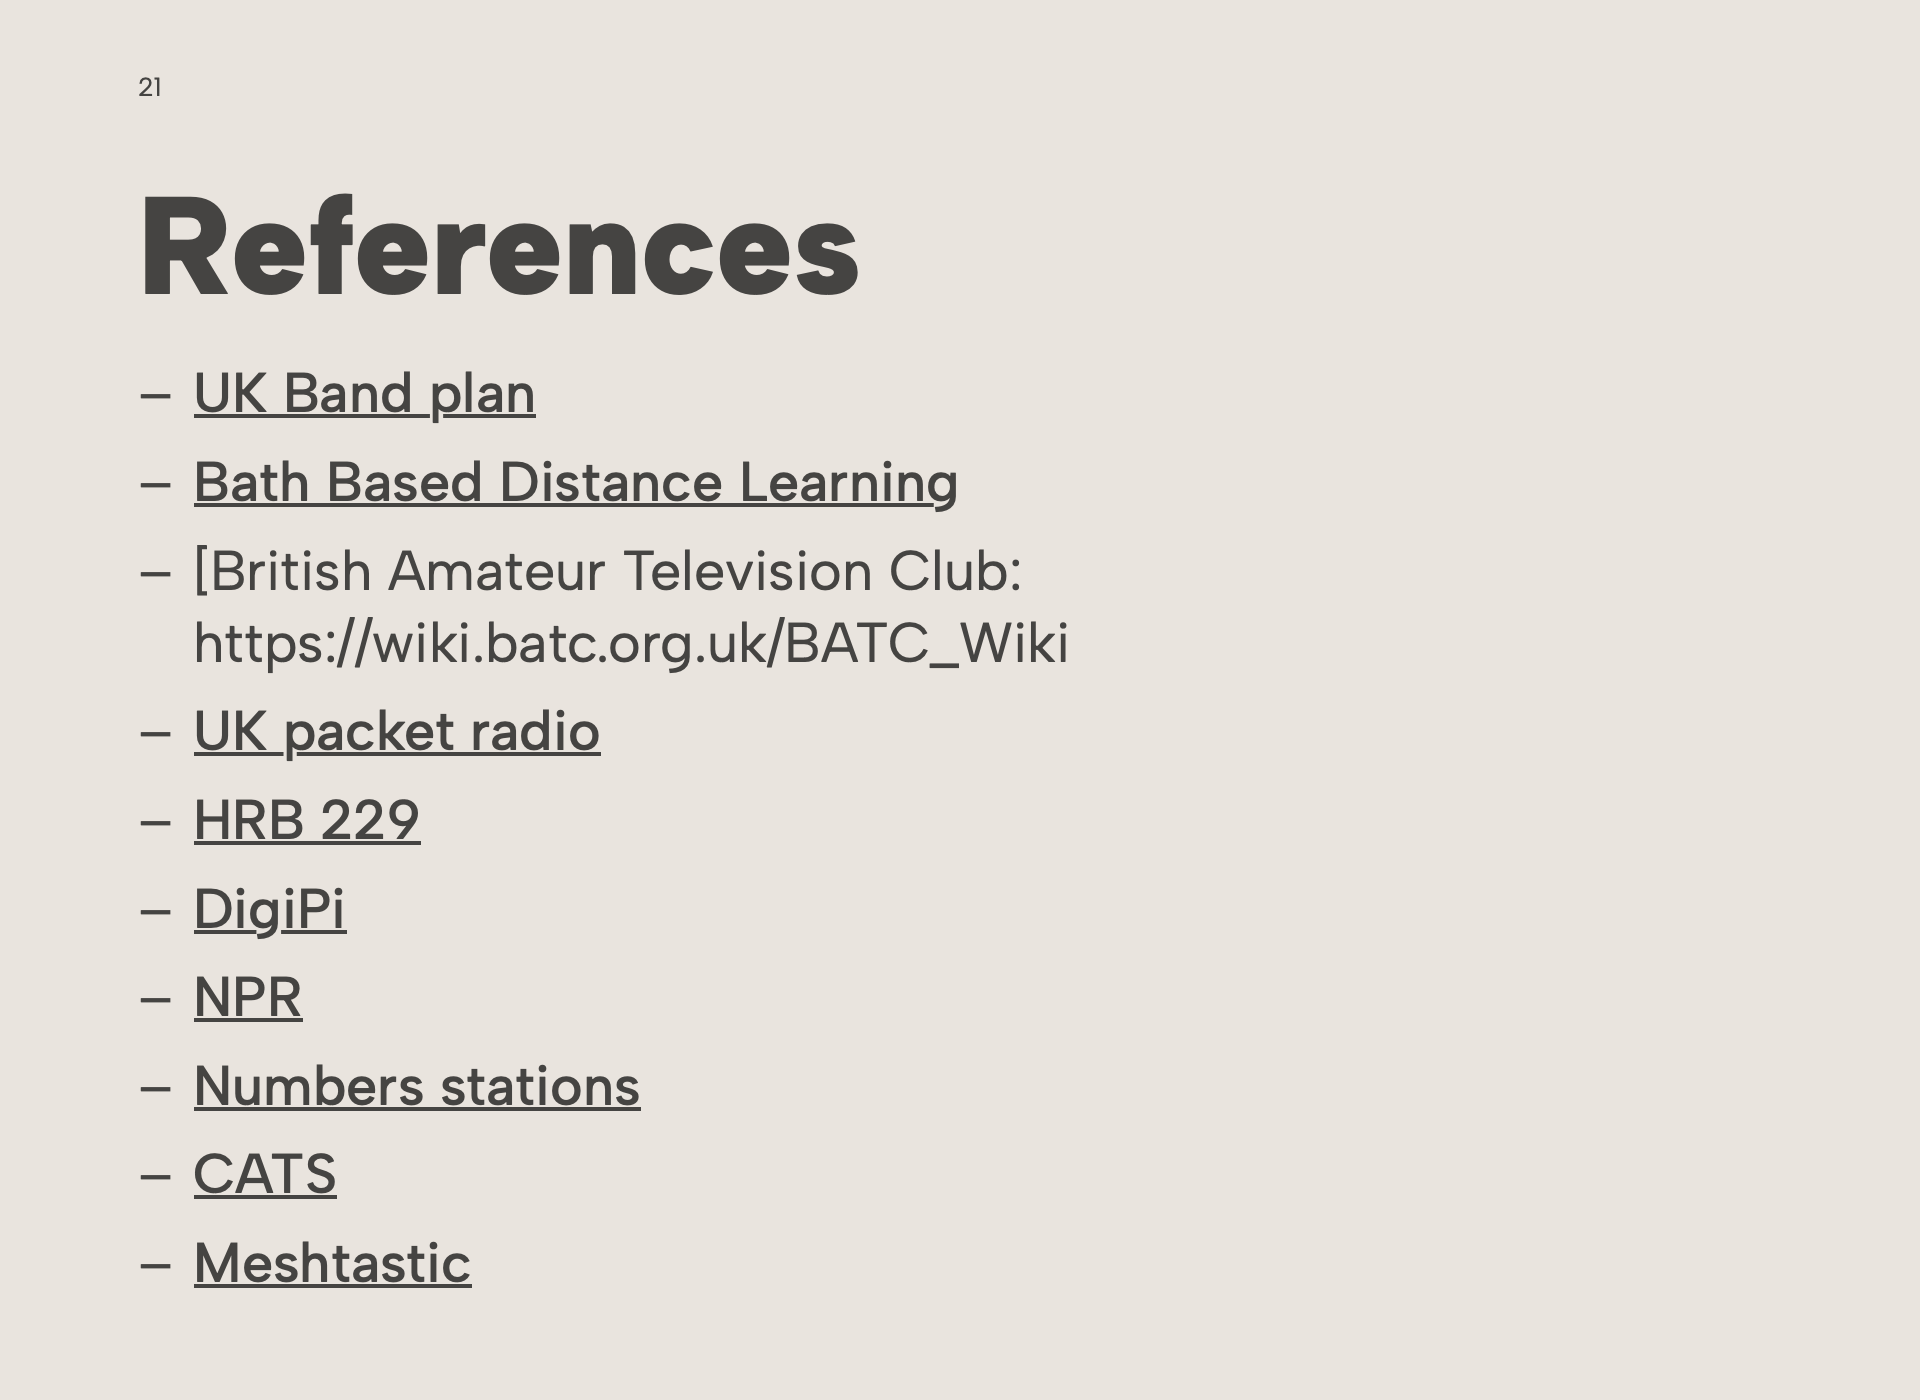 21
References
– UK Band plan
– Bath Based Distance Learning
– [British Amateur Television Club:
https://wiki.batc.org.uk/BATC_Wiki
– UK packet radio
– HRB 229
– DigiPi
– NPR
– Numbers stations
– CATS
– Meshtastic